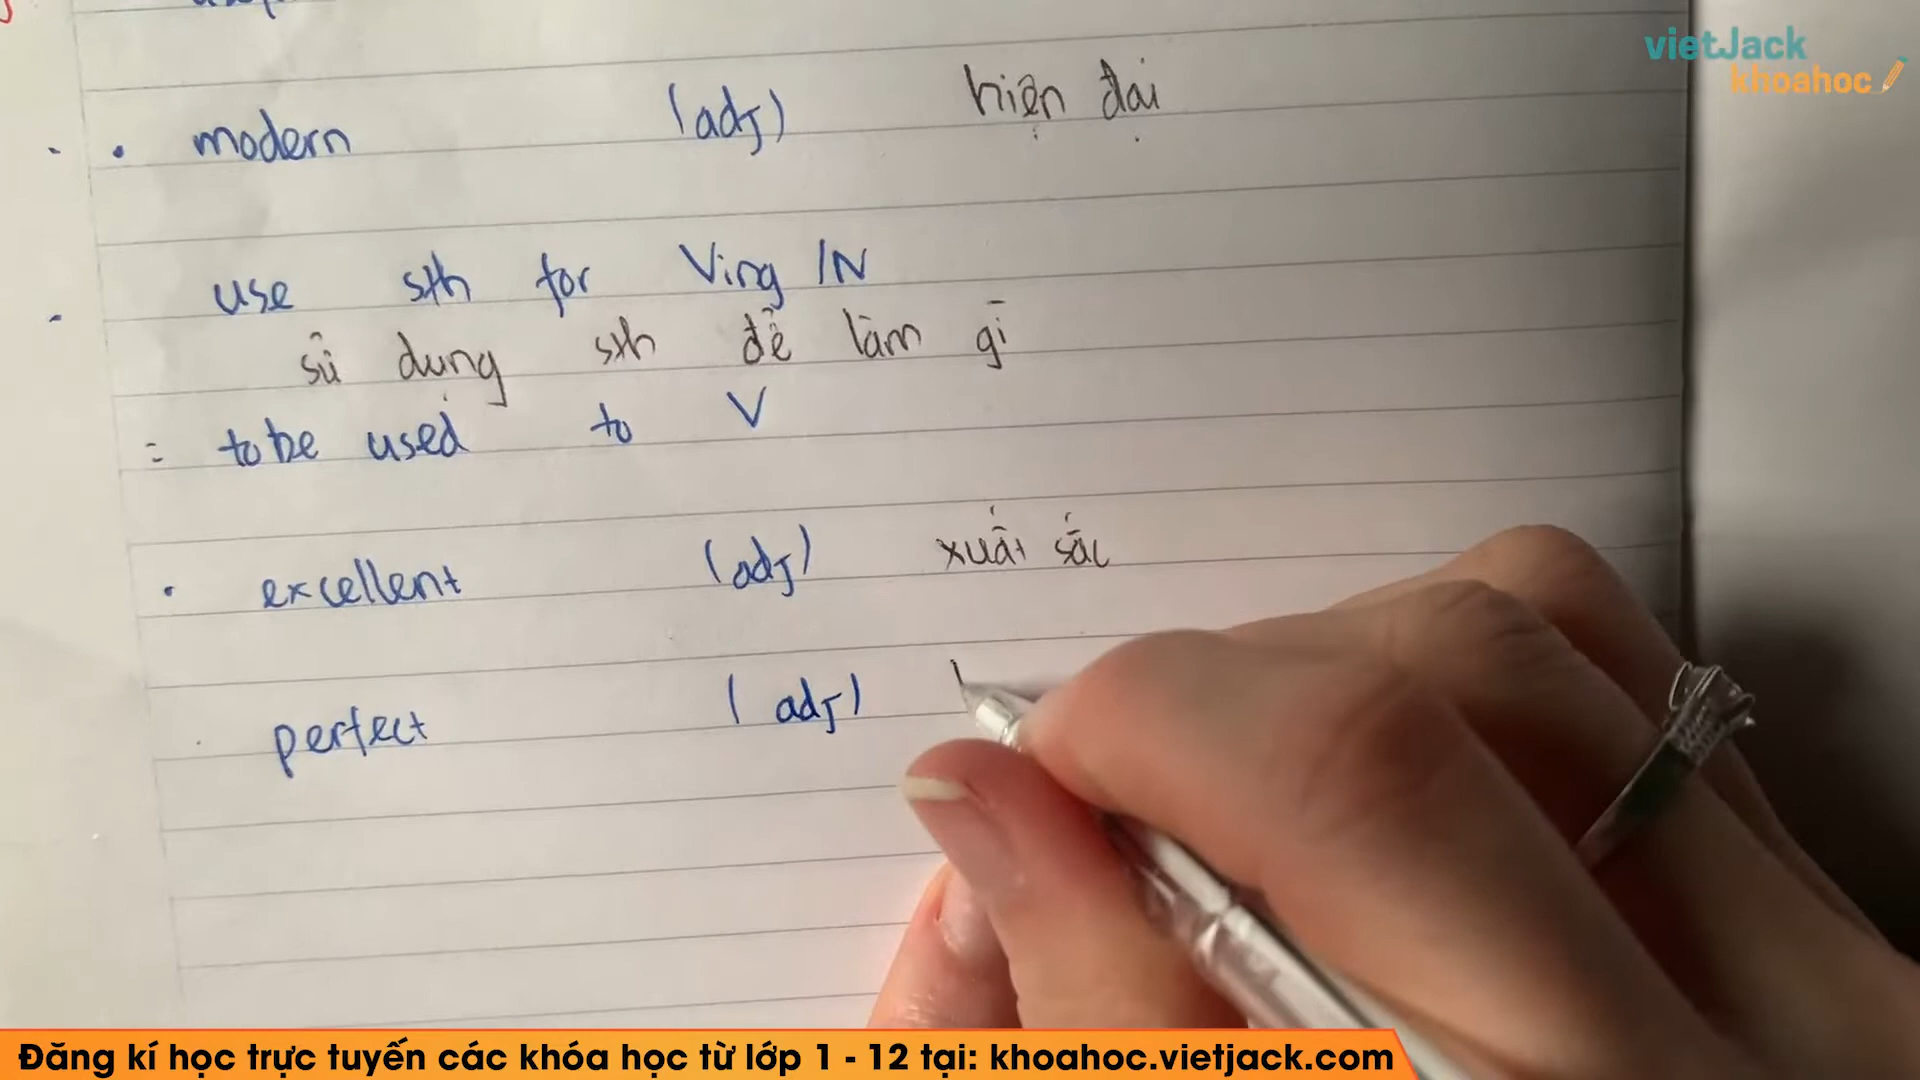 vietJack
khoahoc
• modern (adj) hiện đại
- use sth for Ving / N
sử dụng sth để làm gì
= to be used to V
• excellent (adj) xuất sắc
perfect (adj)
Đăng kí học trực tuyến các khóa học từ lớp 1 - 12 tại: khoahoc.vietjack.com